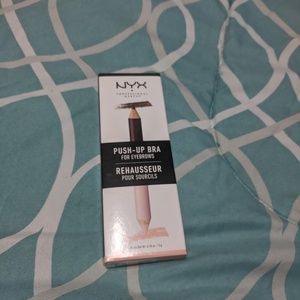 NYX
PROFESSIONAL
MAKEUP
PUSH-UP BRA
FOR EYEBROWS
REHAUSSEUR
POUR SOURCILS